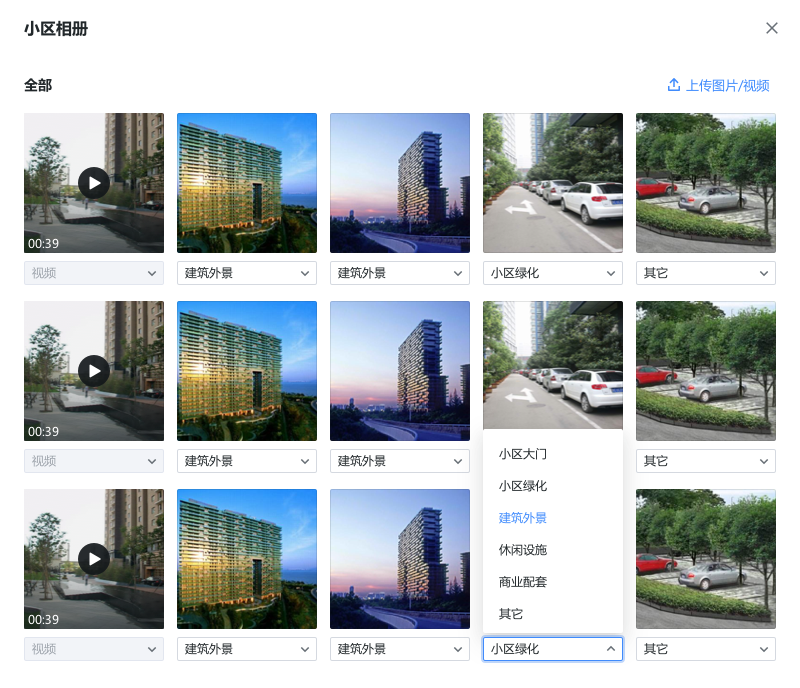 小区相册
全部
上传图片/视频
00:39
视频
建筑外景
建筑外景
小区绿化
其它
00:39
视频
建筑外景
建筑外景
其它
小区大门
小区绿化
建筑外景
休闲设施
商业配套
其它
00:39
视频
建筑外景
建筑外景
小区绿化
其它